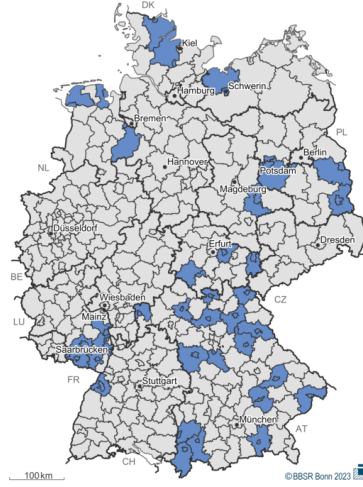 DK
Kiel
Hamburg
Schwerin
Bremen
PL
Berlin
NL
Hannover
Potsdam
Magdeburg
Düsseldorf
Dresden
Erfurt
BE
CZ
Wiesbaden
LU
Mainz
Saarbrücken
FR
Stuttgart
München
AT
CH
100 km
© BBSR Bonn 2023